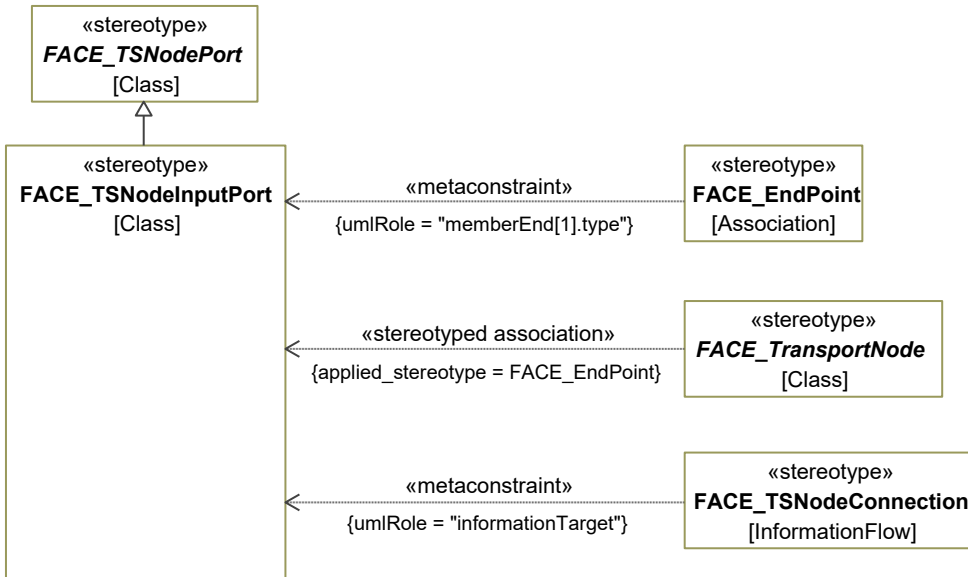 «stereotype»
FACE_TSNodePort
[Class]
«stereotype»
FACE_TSNodeInputPort
[Class]
«metaconstraint»
{umlRole = "memberEnd[1].type"}
«stereotype»
FACE_EndPoint
[Association]
«stereotyped association»
{applied_stereotype = FACE_EndPoint}
«stereotype»
FACE_TransportNode
[Class]
«metaconstraint»
{umlRole = "informationTarget"}
«stereotype»
FACE_TSNodeConnection
[InformationFlow]